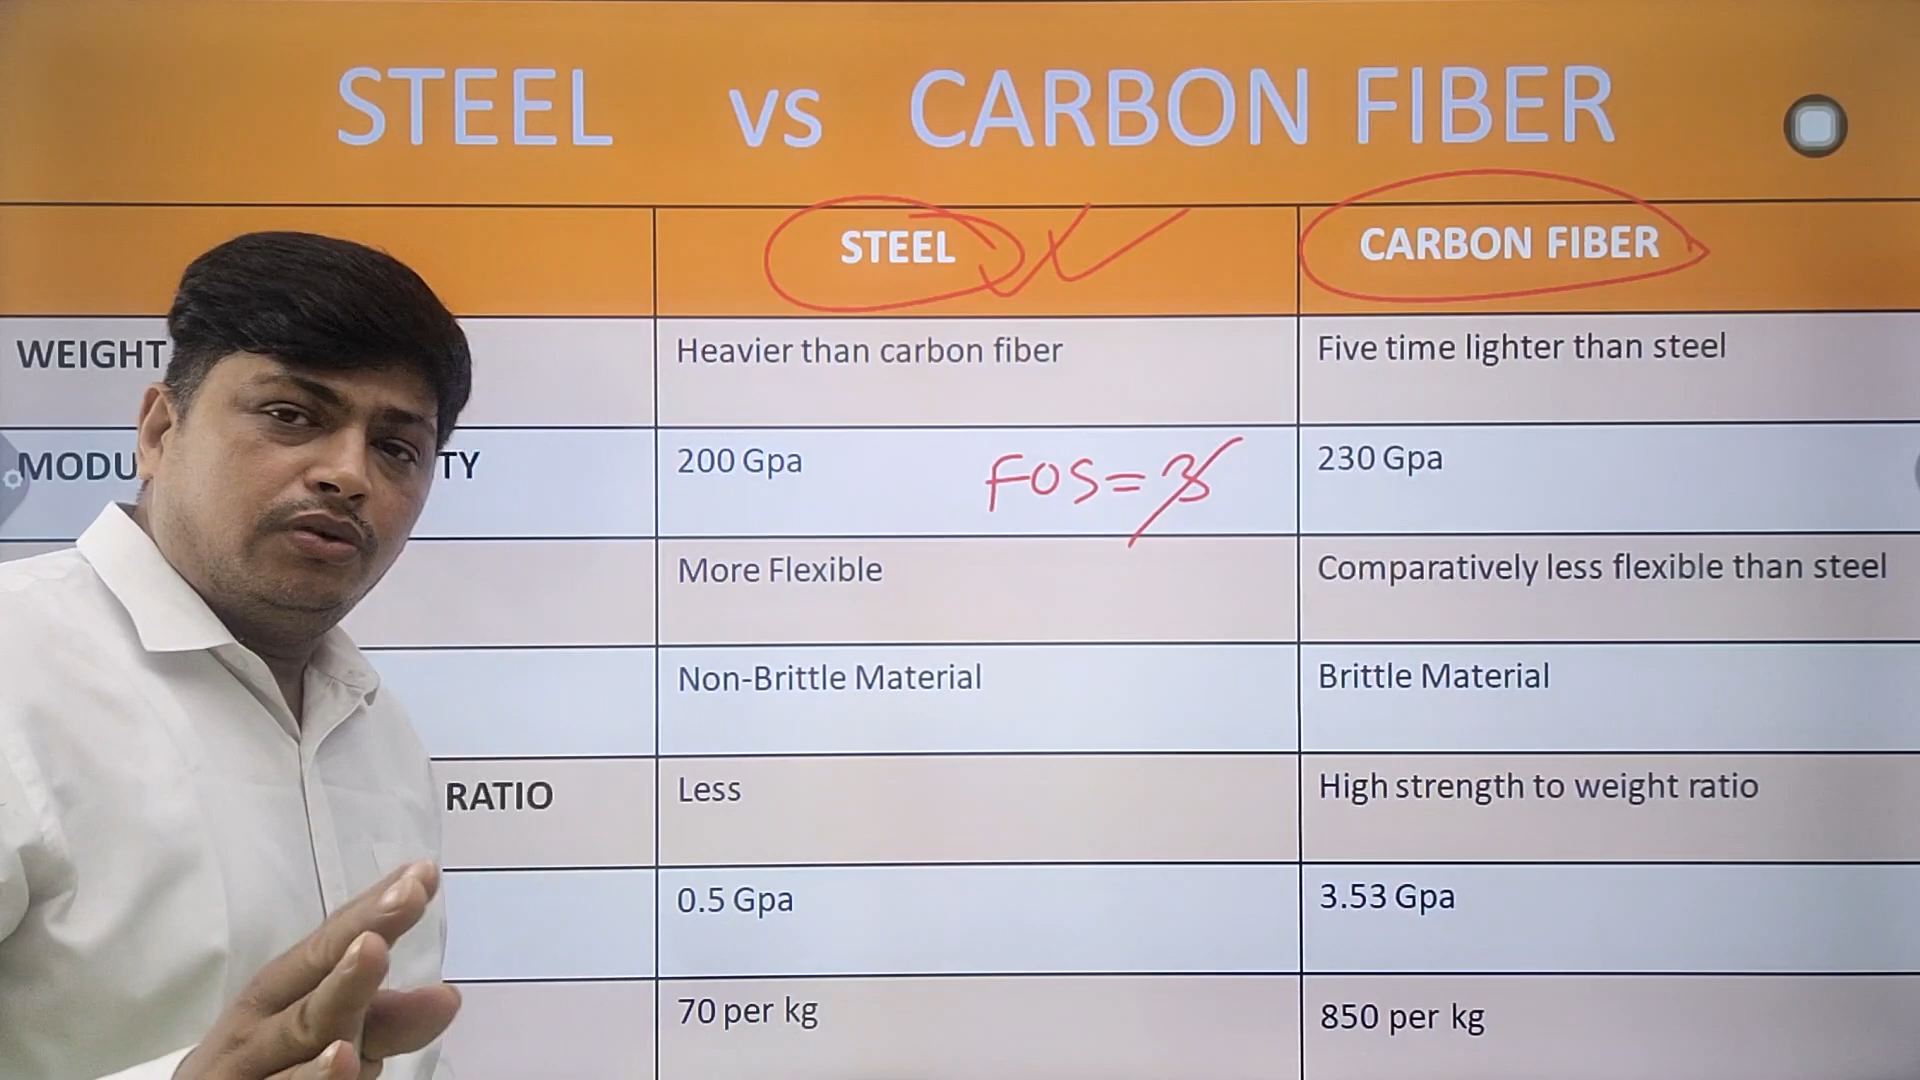 STEEL vs CARBON FIBER
STEEL CARBON FIBER
WEIGHT Heavier than carbon fiber Five time lighter than steel
MODU TY 200 Gpa FOS = 230 Gpa
More Flexible Comparatively less flexible than steel
Non-Brittle Material Brittle Material
RATIO Less High strength to weight ratio
0.5 Gpa 3.53 Gpa
70 per kg 850 per kg